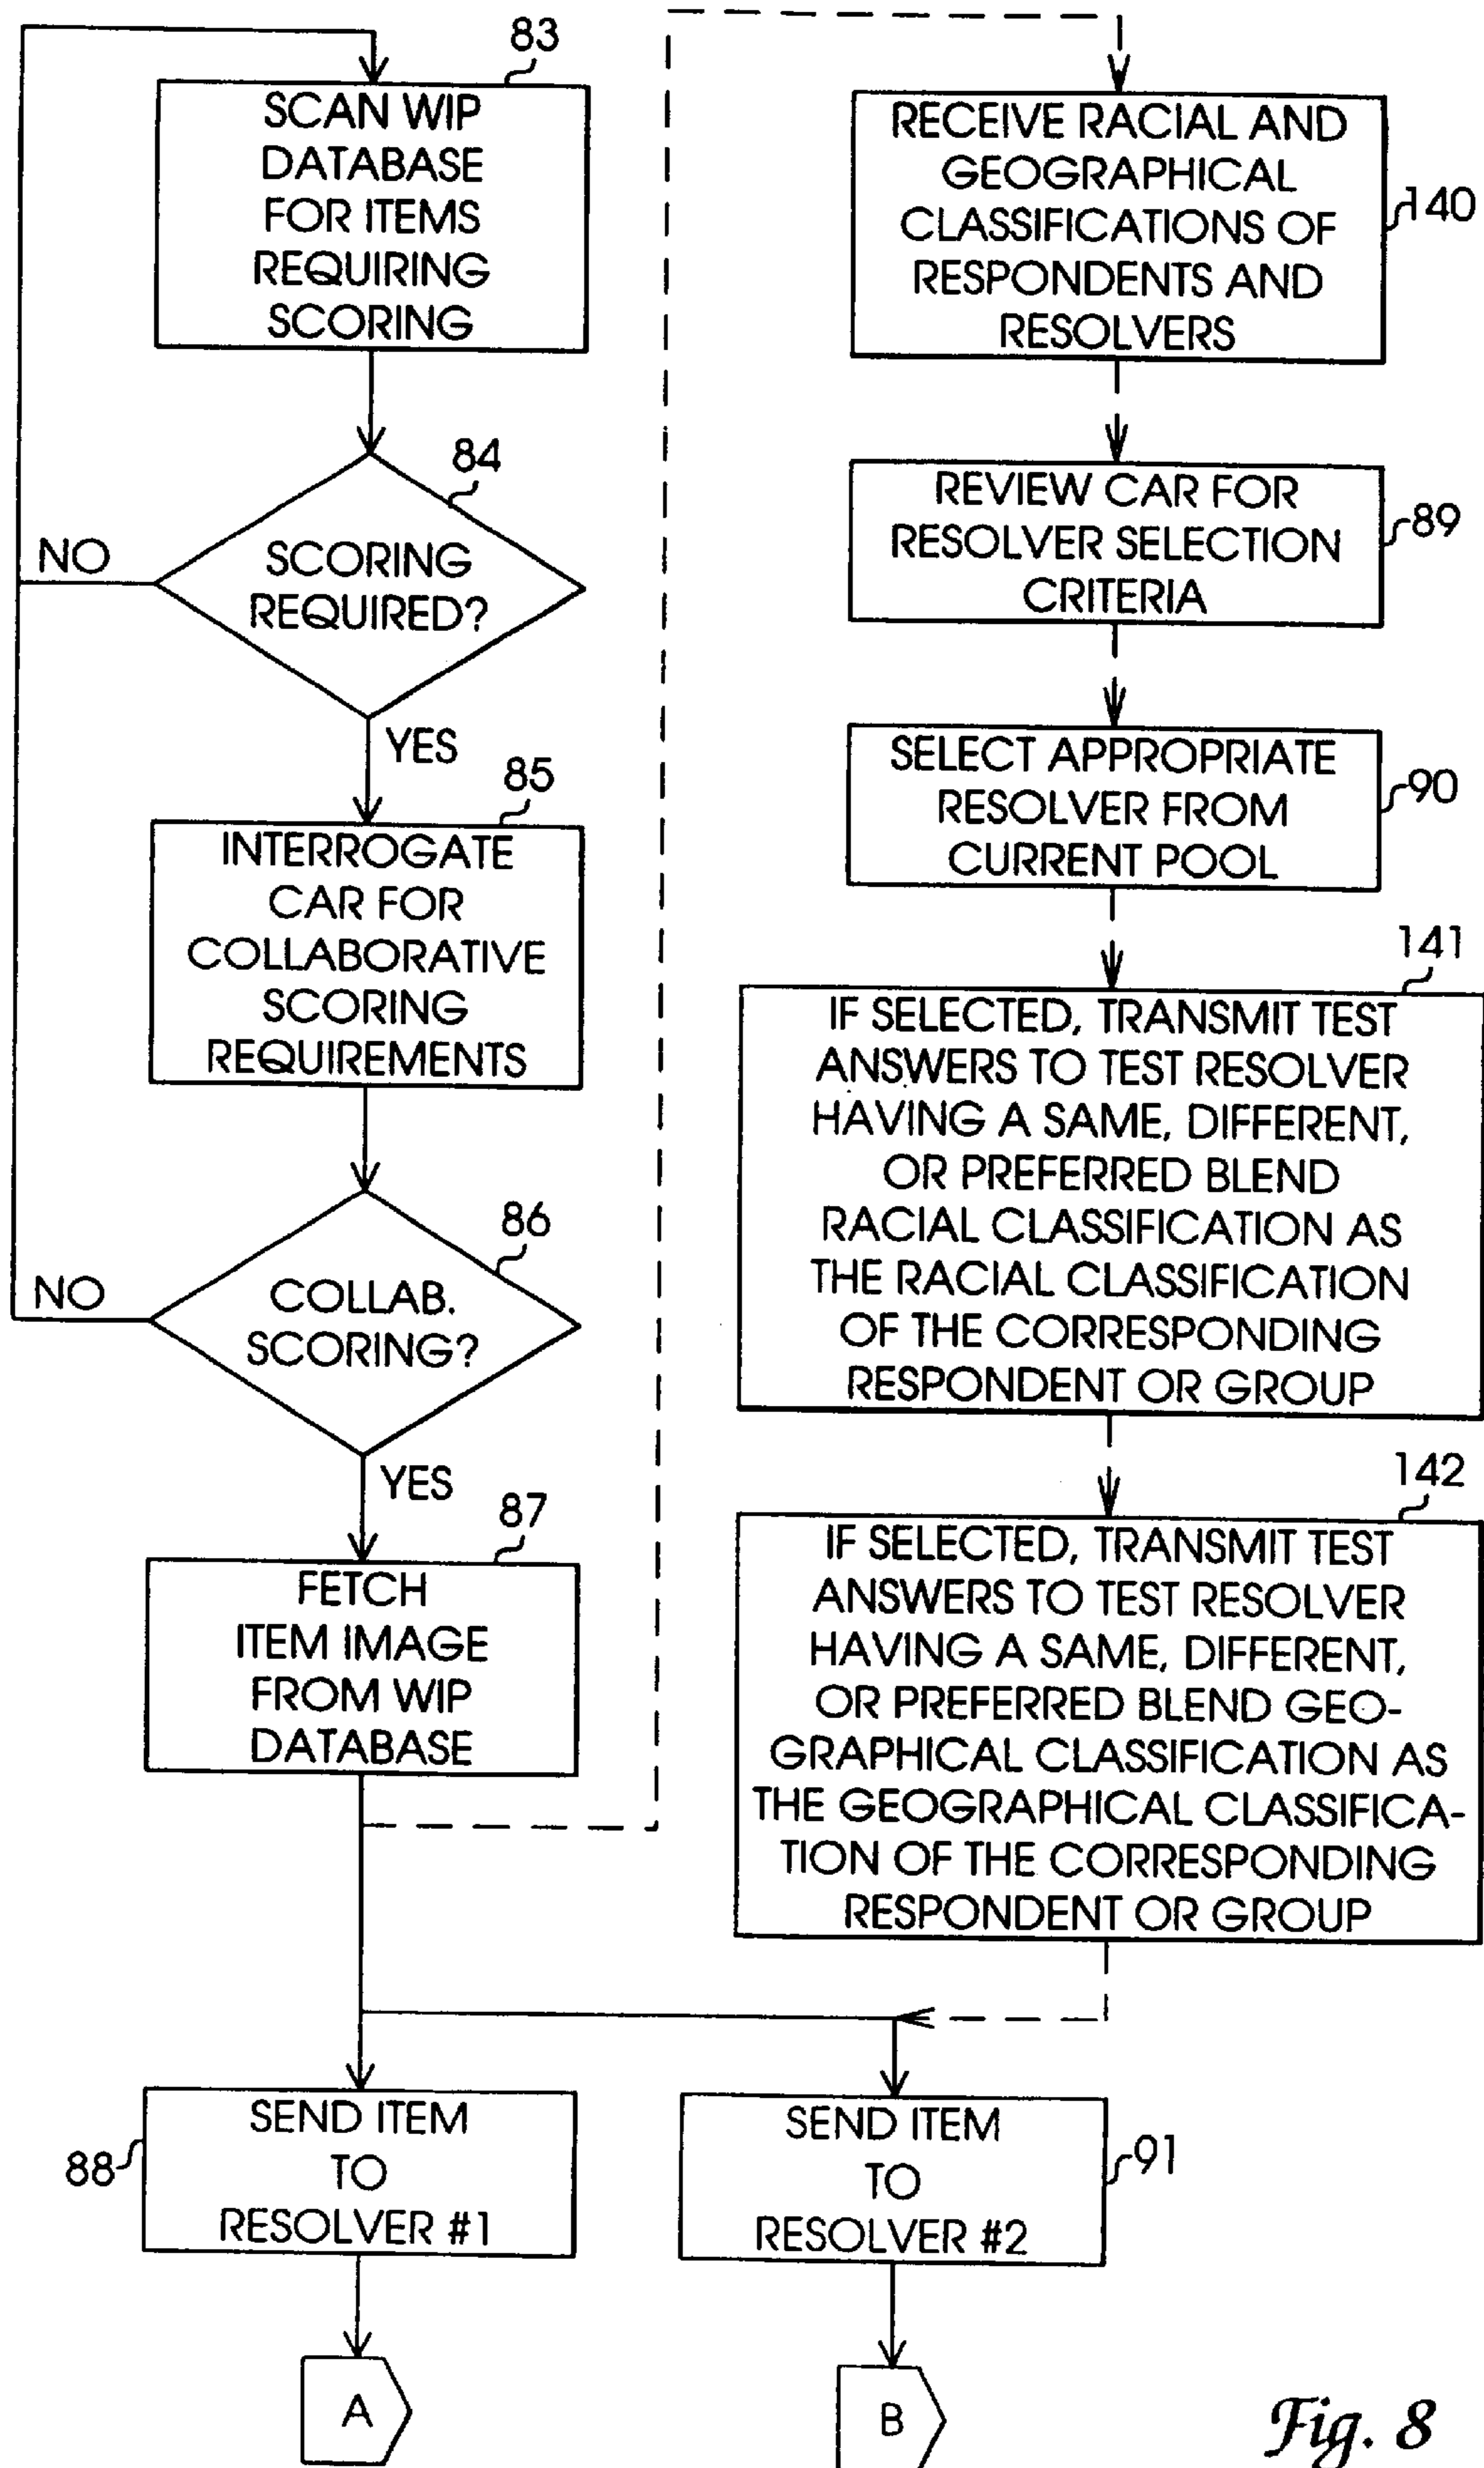 83
SCAN WIP
DATABASE
FOR ITEMS
REQUIRING
SCORING
84
SCORING
REQUIRED?
NO
YES
85
INTERROGATE
CAR FOR
COLLABORATIVE
SCORING
REQUIREMENTS
86
COLLAB.
SCORING?
NO
YES
87
FETCH
ITEM IMAGE
FROM WIP
DATABASE
RECEIVE RACIAL AND
GEOGRAPHICAL
CLASSIFICATIONS OF
RESPONDENTS AND
RESOLVERS
140
REVIEW CAR FOR
RESOLVER SELECTION
CRITERIA
89
SELECT APPROPRIATE
RESOLVER FROM
CURRENT POOL
90
141
IF SELECTED, TRANSMIT TEST
ANSWERS TO TEST RESOLVER
HAVING A SAME, DIFFERENT,
OR PREFERRED BLEND
RACIAL CLASSIFICATION AS
THE RACIAL CLASSIFICATION
OF THE CORRESPONDING
RESPONDENT OR GROUP
142
IF SELECTED, TRANSMIT TEST
ANSWERS TO TEST RESOLVER
HAVING A SAME, DIFFERENT,
OR PREFERRED BLEND GEO-
GRAPHICAL CLASSIFICATION AS
THE GEOGRAPHICAL CLASSIFICA-
TION OF THE CORRESPONDING
RESPONDENT OR GROUP
88
SEND ITEM
TO
RESOLVER #1
SEND ITEM
TO
RESOLVER #2
91
A
B
Fig. 8